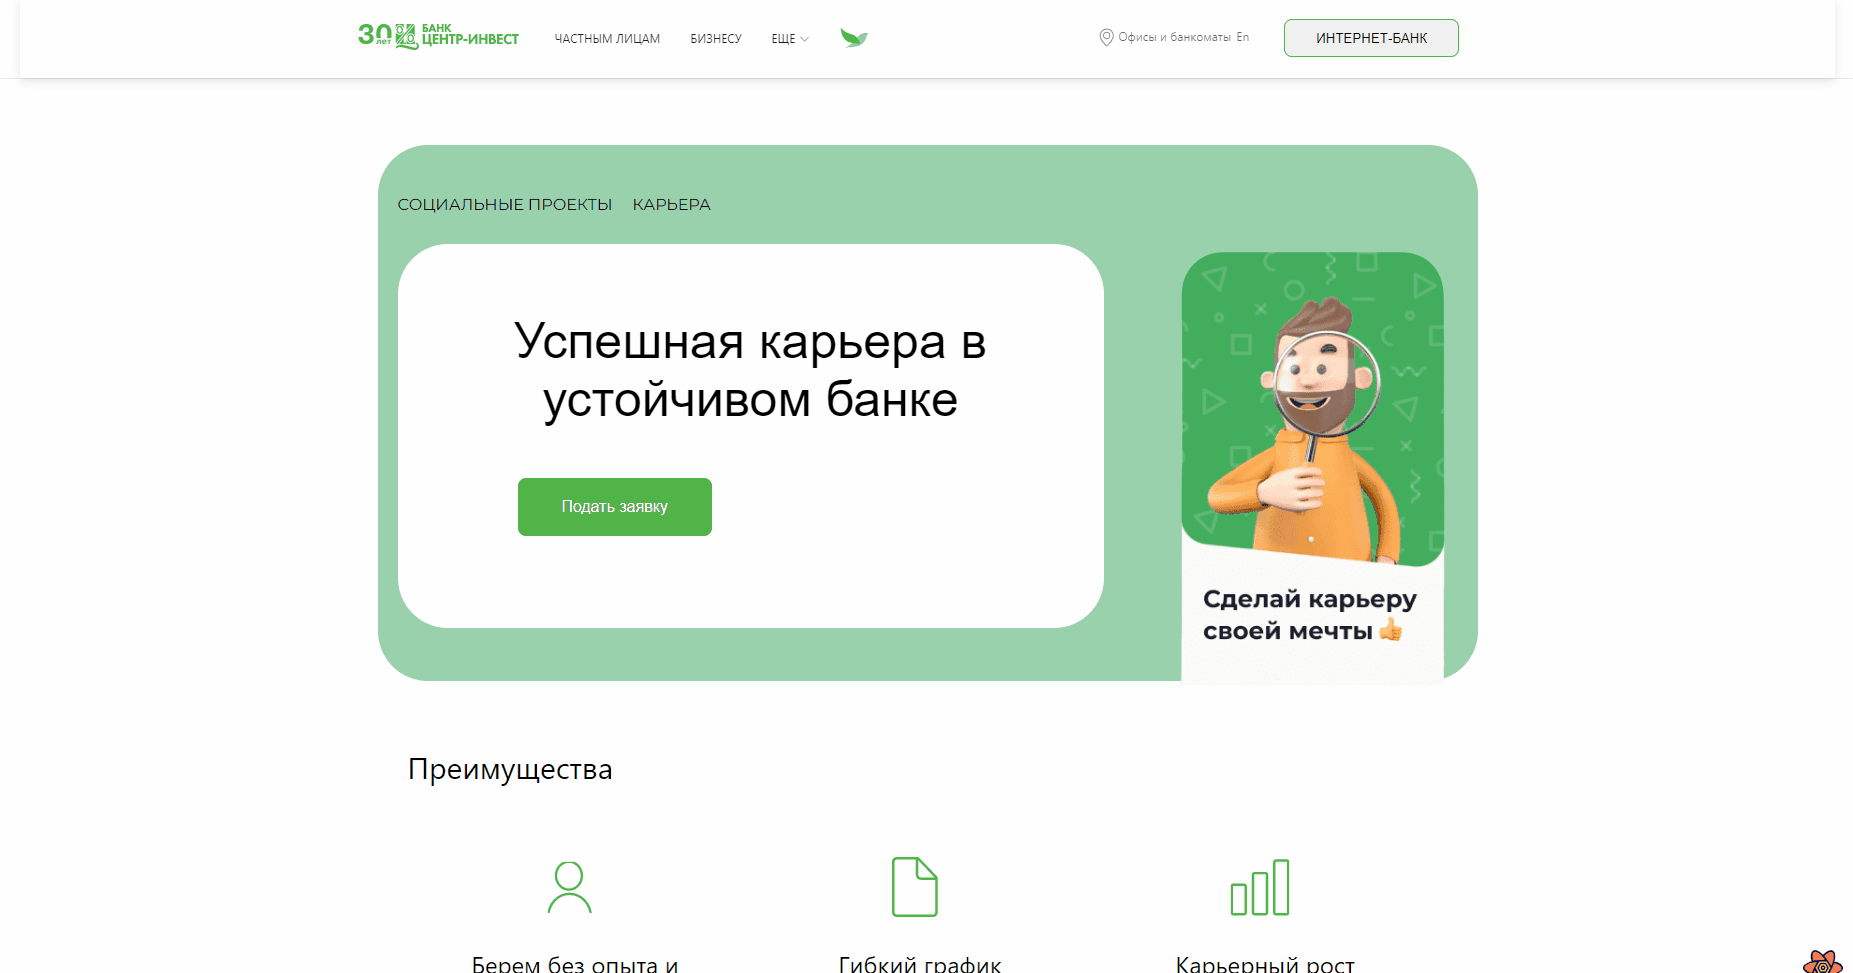 30 лет БАНК ЦЕНТР-ИНВЕСТ
ЧАСТНЫМ ЛИЦАМ
БИЗНЕСУ
ЕЩЕ
Офисы и банкоматы
En
ИНТЕРНЕТ-БАНК
СОЦИАЛЬНЫЕ ПРОЕКТЫ
КАРЬЕРА
Успешная карьера в
устойчивом банке
Подать заявку
Сделай карьеру
своей мечты
Преимущества
Берем без опыта и
Гибкий график
Карьерный рост